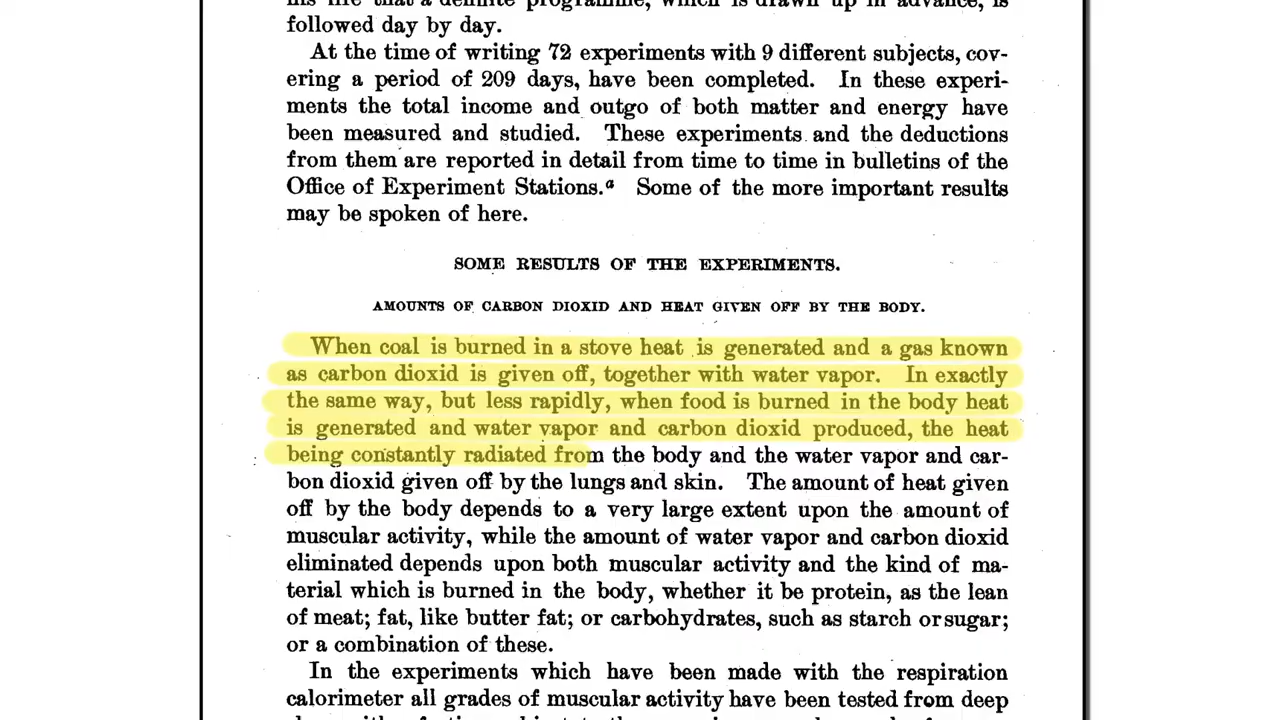 his life that a definite programme, which is drawn up in advance, is
followed day by day.
At the time of writing 72 experiments with 9 different subjects, cov-
ering a period of 209 days, have been completed. In these experi-
ments the total income and outgo of both matter and energy have
been measured and studied. These experiments and the deductions
from them are reported in detail from time to time in bulletins of the
Office of Experiment Stations.a Some of the more important results
may be spoken of here.
SOME RESULTS OF THE EXPERIMENTS.
AMOUNTS OF CARBON DIOXID AND HEAT GIVEN OFF BY THE BODY.
When coal is burned in a stove heat is generated and a gas known
as carbon dioxid is given off, together with water vapor. In exactly
the same way, but less rapidly, when food is burned in the body heat
is generated and water vapor and carbon dioxid produced, the heat
being constantly radiated from the body and the water vapor and car-
bon dioxid given off by the lungs and skin. The amount of heat given
off by the body depends to a very large extent upon the amount of
muscular activity, while the amount of water vapor and carbon dioxid
eliminated depends upon both muscular activity and the kind of ma-
terial which is burned in the body, whether it be protein, as the lean
of meat; fat, like butter fat; or carbohydrates, such as starch or sugar;
or a combination of these.
In the experiments which have been made with the respiration
calorimeter all grades of muscular activity have been tested from deep